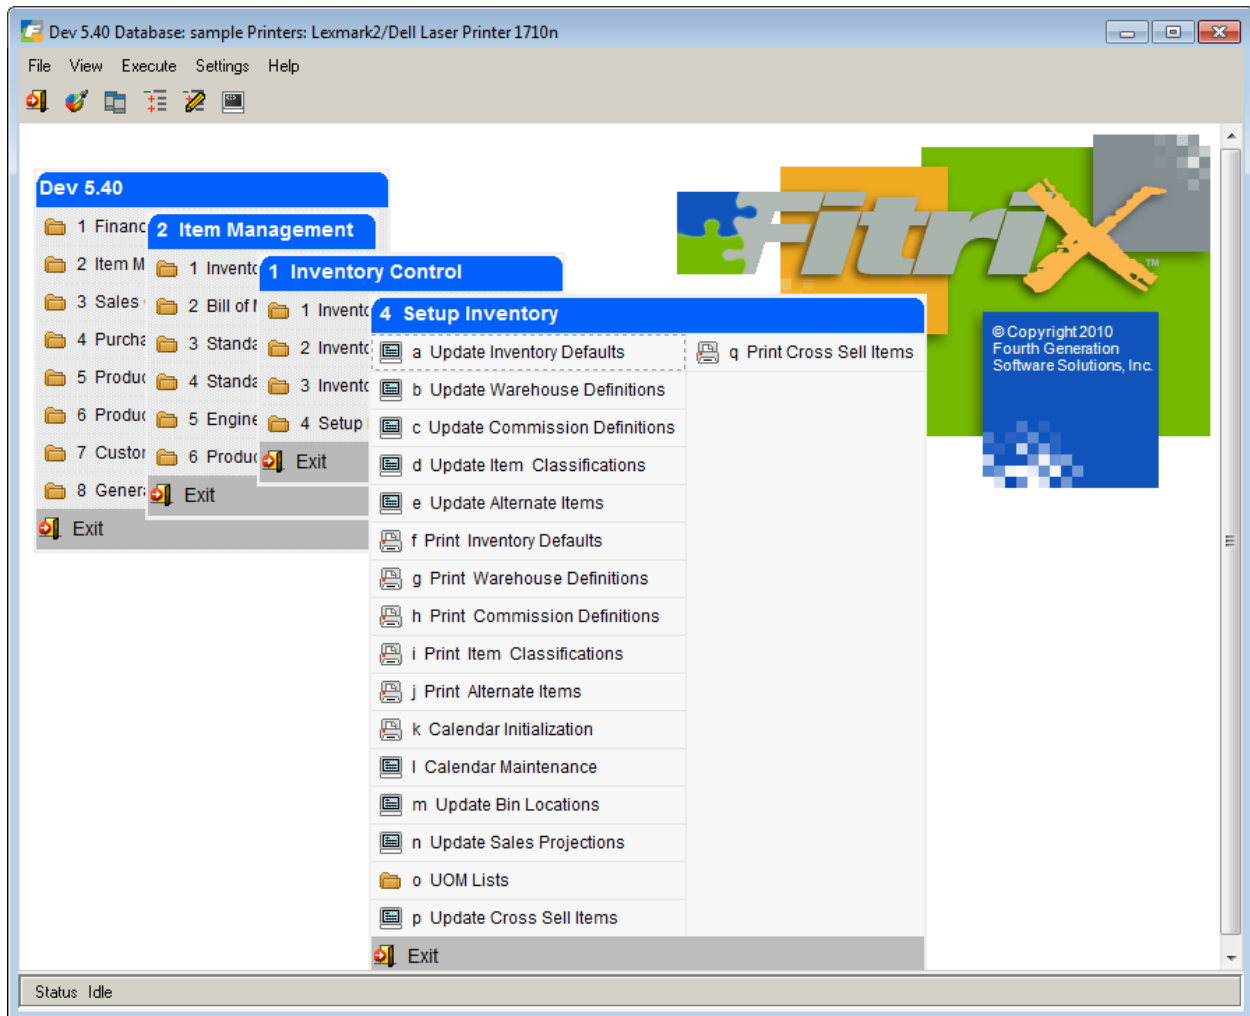 Dev 5.40 Database: sample Printers: Lexmark2/Dell Laser Printer 1710n
File View Execute Settings Help
Dev 5.40
1 Financ
2 Item M
3 Sales
4 Purcha
5 Produc
6 Produc
7 Custor
8 Genera
Exit
2 Item Management
1 Invento
2 Bill of M
3 Standa
4 Standa
5 Engine
6 Produc
Exit
1 Inventory Control
1 Invento
2 Invento
3 Invento
4 Setup
Exit
4 Setup Inventory
a Update Inventory Defaults
b Update Warehouse Definitions
c Update Commission Definitions
d Update Item Classifications
e Update Alternate Items
f Print Inventory Defaults
g Print Warehouse Definitions
h Print Commission Definitions
i Print Item Classifications
j Print Alternate Items
k Calendar Initialization
l Calendar Maintenance
m Update Bin Locations
n Update Sales Projections
o UOM Lists
p Update Cross Sell Items
q Print Cross Sell Items
Exit
FitriX
TM
© Copyright 2010
Fourth Generation
Software Solutions, Inc.
Status Idle